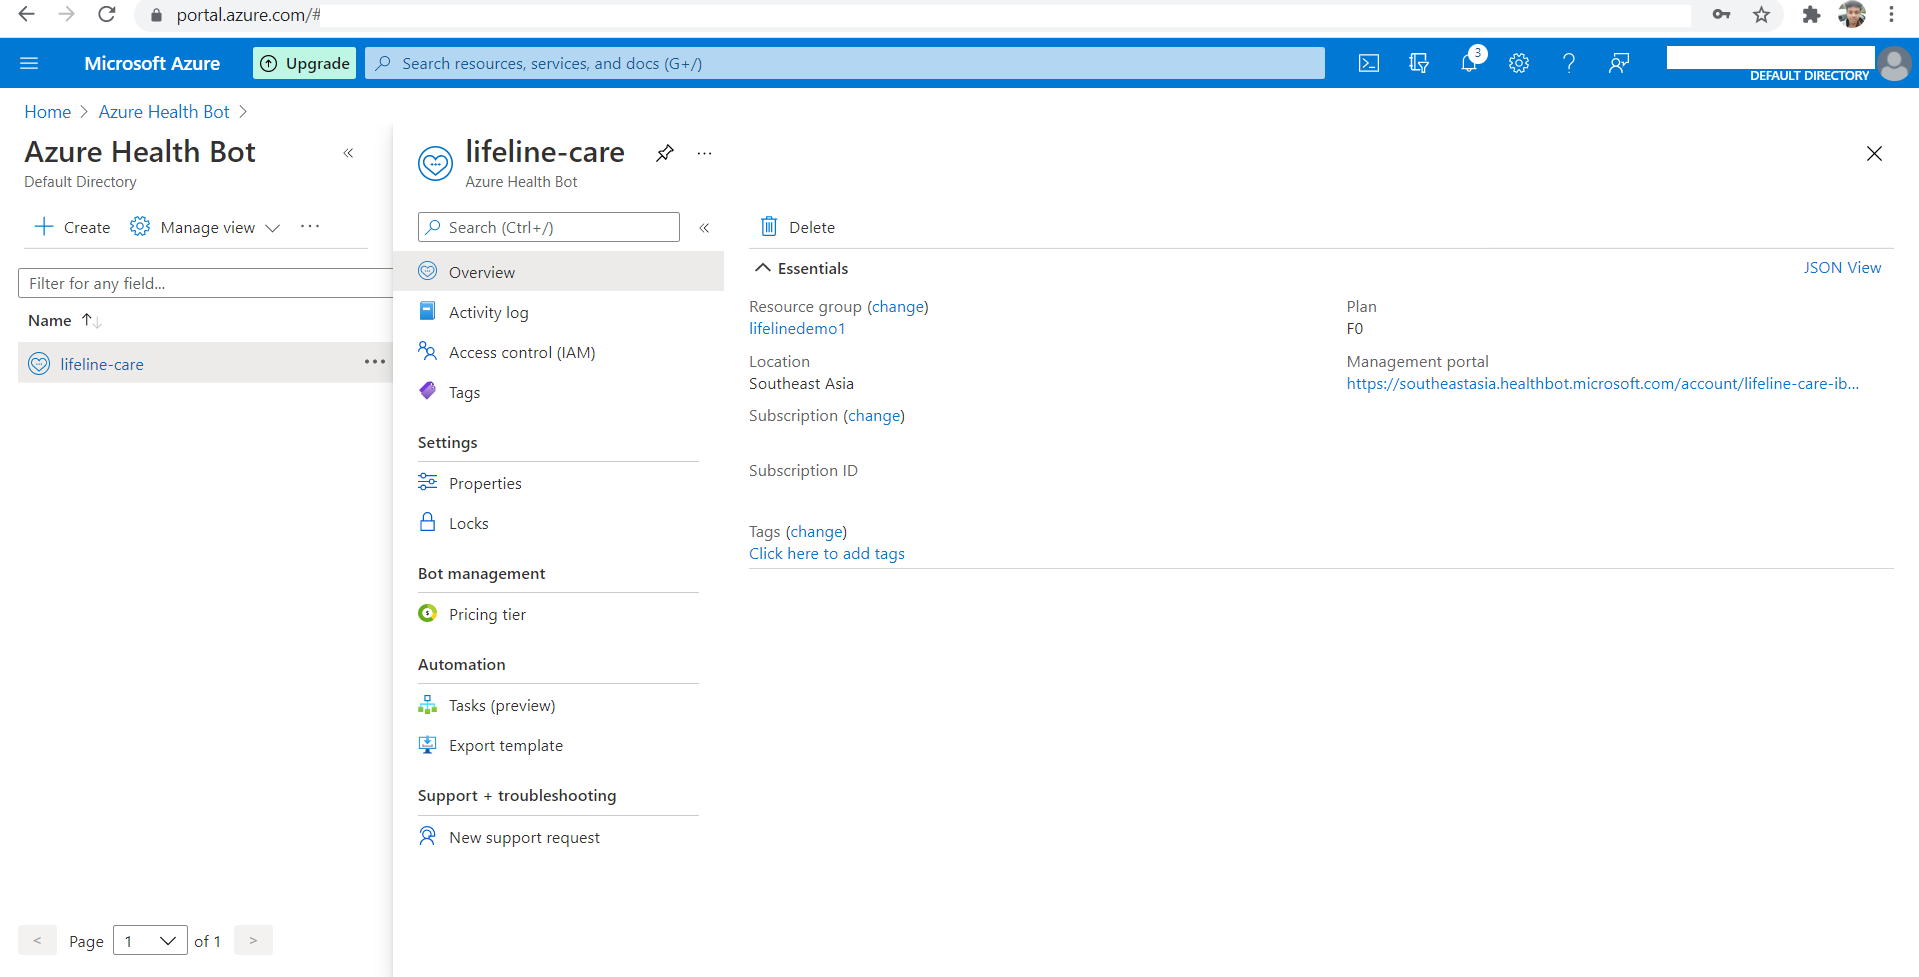 portal.azure.com/#
Microsoft Azure
Upgrade
Search resources, services, and docs (G+/)
3
DEFAULT DIRECTORY
Home > Azure Health Bot >
Azure Health Bot «
Default Directory
Create
Manage view
...
Filter for any field...
Name ↑↓
lifeline-care ...
< Page 1 of 1 >
lifeline-care ...
Azure Health Bot
Search (Ctrl+/) «
Overview
Activity log
Access control (IAM)
Tags
Settings
Properties
Locks
Bot management
Pricing tier
Automation
Tasks (preview)
Export template
Support + troubleshooting
New support request
Delete
Essentials
JSON View
Resource group (change)
lifelinedemo1
Location
Southeast Asia
Subscription (change)
Subscription ID
Tags (change)
Click here to add tags
Plan
F0
Management portal
https://southeastasia.healthbot.microsoft.com/account/lifeline-care-ib...